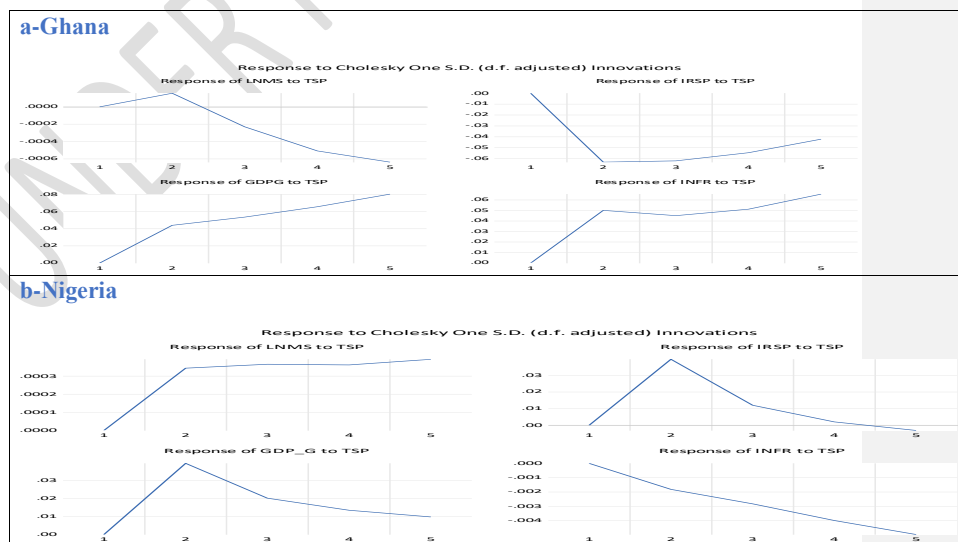 a-Ghana
Response to Cholesky One S.D. (d.f. adjusted) Innovations
Response of LNMS to TSP
.0000
-.0002
-.0004
-.0006
1 2 3 4 5
Response of IRSP to TSP
.00
-.01
-.02
-.03
-.04
-.05
-.06
1 2 3 4 5
Response of GDPG to TSP
.08
.06
.04
.02
.00
1 2 3 4 5
Response of INFR to TSP
.06
.05
.04
.03
.02
.01
.00
1 2 3 4 5
b-Nigeria
Response to Cholesky One S.D. (d.f. adjusted) Innovations
Response of LNMS to TSP
.0003
.0002
.0001
.0000
1 2 3 4 5
Response of IRSP to TSP
.03
.02
.01
.00
1 2 3 4 5
Response of GDP_G to TSP
.03
.02
.01
.00
1 2 3 4 5
Response of INFR to TSP
.000
-.001
-.002
-.003
-.004
1 2 3 4 5